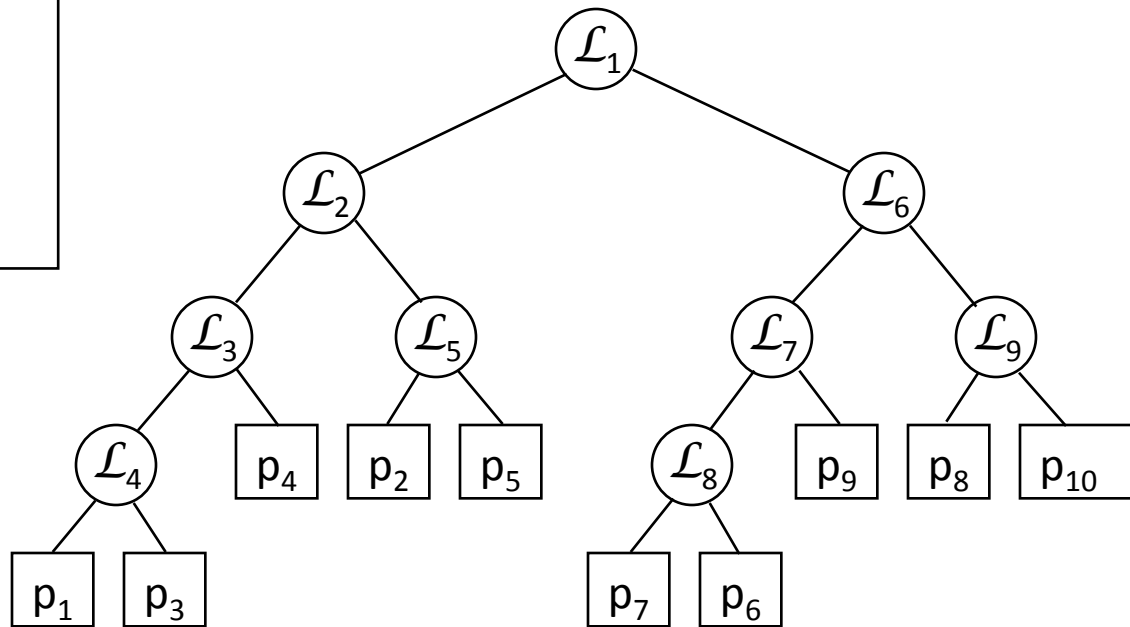 ℒ₁
ℒ₂ ℒ₆
ℒ₃ ℒ₅ ℒ₇ ℒ₉
ℒ₄ p₄ p₂ p₅ ℒ₈ p₉ p₈ p₁₀
p₁ p₃ p₇ p₆